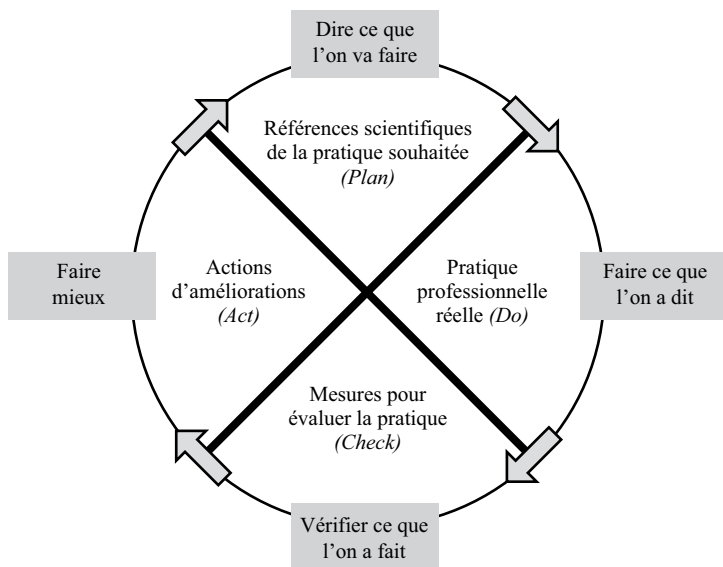 Dire ce que
l’on va faire
Références scientifiques
de la pratique souhaitée
(Plan)
Faire
mieux
Actions
d’améliorations
(Act)
Pratique
professionnelle
réelle (Do)
Faire ce que
l’on a dit
Mesures pour
évaluer la pratique
(Check)
Vérifier ce que
l’on a fait